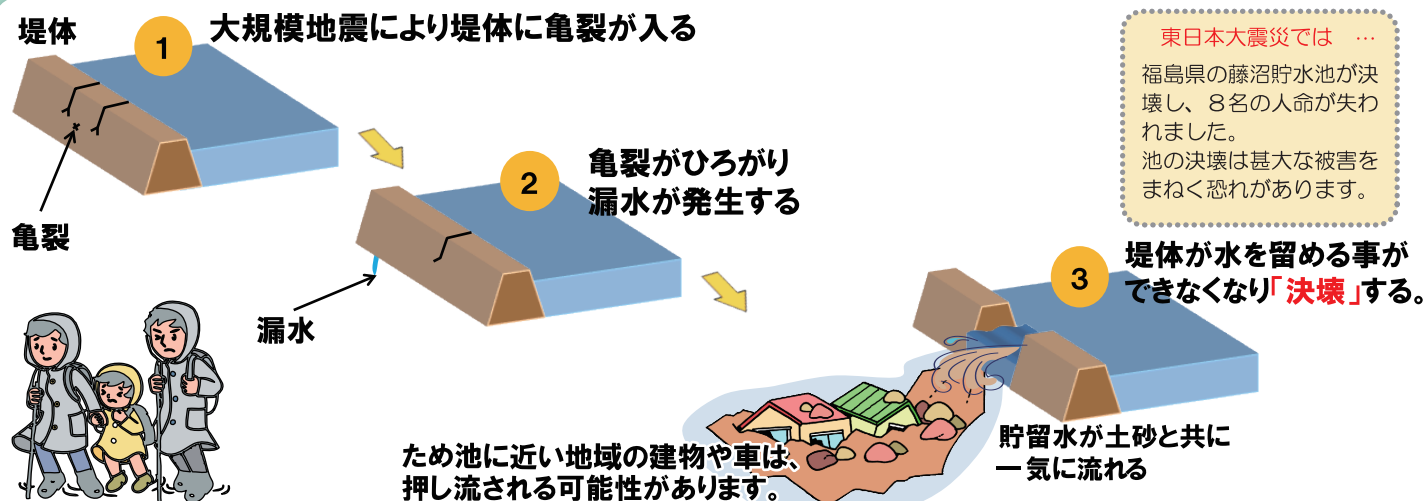 堤体
1
大規模地震により堤体に亀裂が入る
亀裂
2
亀裂がひろがり
漏水が発生する
漏水
東日本大震災では …
福島県の藤沼貯水池が決
壊し、８名の人命が失わ
れました。
池の決壊は甚大な被害を
まねく恐れがあります。
3
堤体が水を留める事が
できなくなり「決壊」する。
貯留水が土砂と共に
一気に流れる
ため池に近い地域の建物や車は、
押し流される可能性があります。